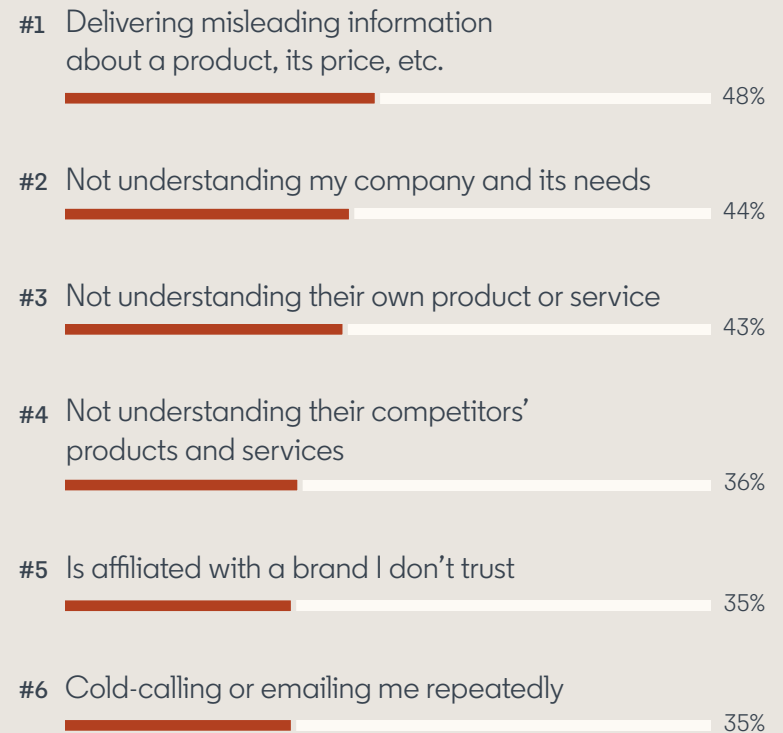 #1 Delivering misleading information
about a product, its price, etc.
48%
#2 Not understanding my company and its needs
44%
#3 Not understanding their own product or service
43%
#4 Not understanding their competitors’
products and services
36%
#5 Is affiliated with a brand I don’t trust
35%
#6 Cold-calling or emailing me repeatedly
35%